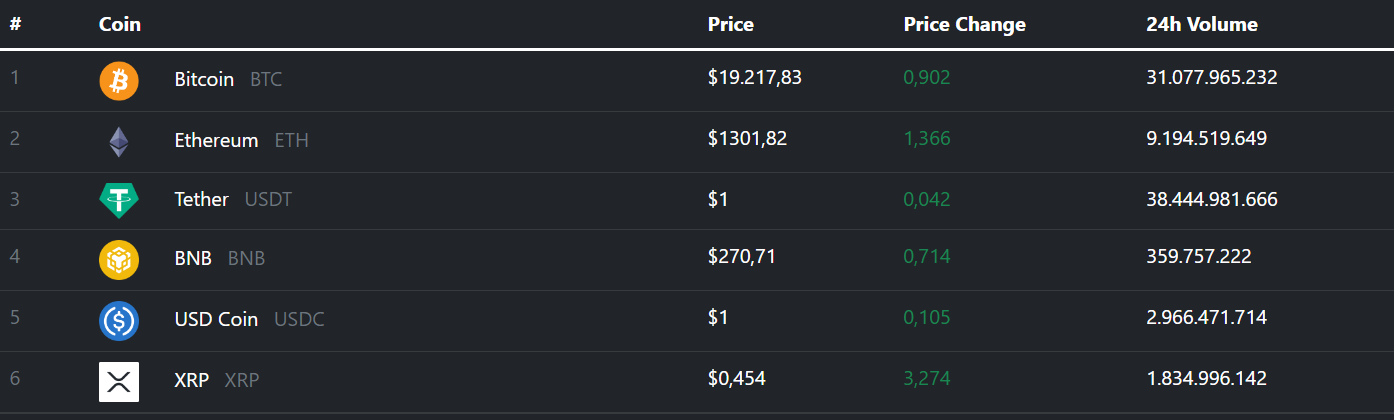 # Coin Price Price Change 24h Volume
1 Bitcoin BTC $19.217,83 0,902 31.077.965.232
2 Ethereum ETH $1301,82 1,366 9.194.519.649
3 Tether USDT $1 0,042 38.444.981.666
4 BNB BNB $270,71 0,714 359.757.222
5 USD Coin USDC $1 0,105 2.966.471.714
6 XRP XRP $0,454 3,274 1.834.996.142